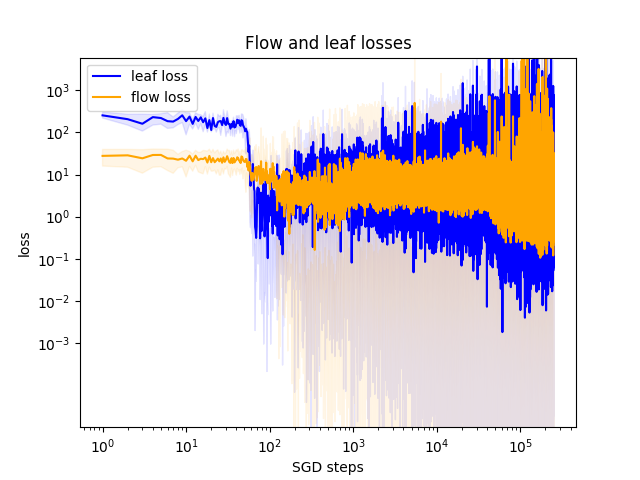 Flow and leaf losses
leaf loss
flow loss
loss
10³
10²
10¹
10⁰
10⁻¹
10⁻²
10⁻³
10⁰ 10¹ 10² 10³ 10⁴ 10⁵
SGD steps